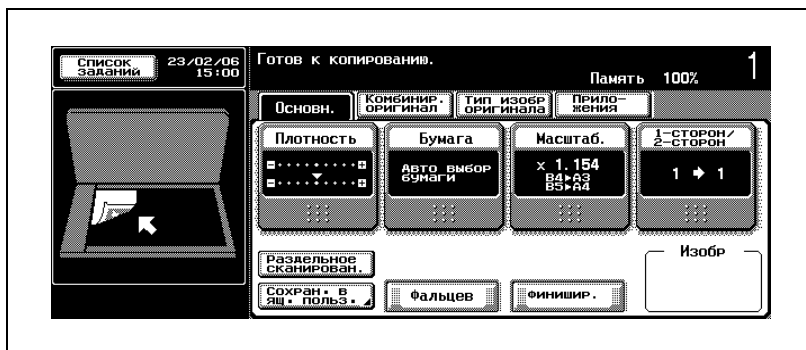 Список
заданий
23/02/06
15:00
Готов к копированию.
Память 100%
1
Основн.
Комбинир.
оригинал
Тип изобр
оригинала
Прило-
жения
Плотность
Бумага
Масштаб.
1-сторон/
2-сторон
Авто выбор
бумаги
x 1.154
B4▸A3
B5▸A4
1 ➔ 1
Раздельное
сканирован.
Изобр
Сохран. в
ящ. польз.
Фальцев
Финишир.